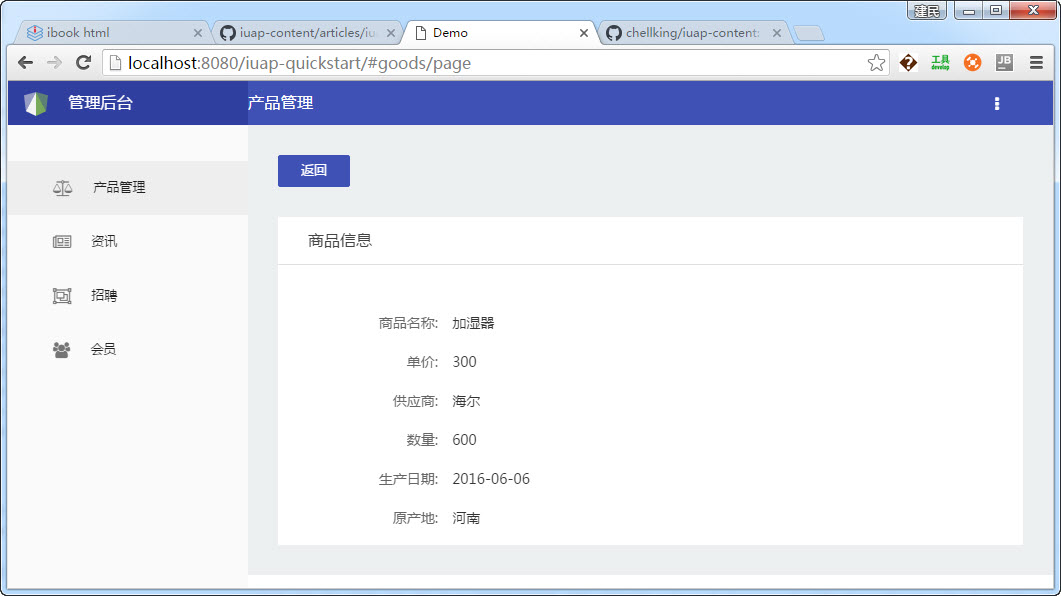 建民
ibook html
iuap-content/articles/iu
Demo
chellking/iuap-content
localhost:8080/iuap-quickstart/#goods/page
工具
develop
JB
管理后台
产品管理
产品管理
资讯
招聘
会员
返回
商品信息
商品名称: 加湿器
单价: 300
供应商: 海尔
数量: 600
生产日期: 2016-06-06
原产地: 河南